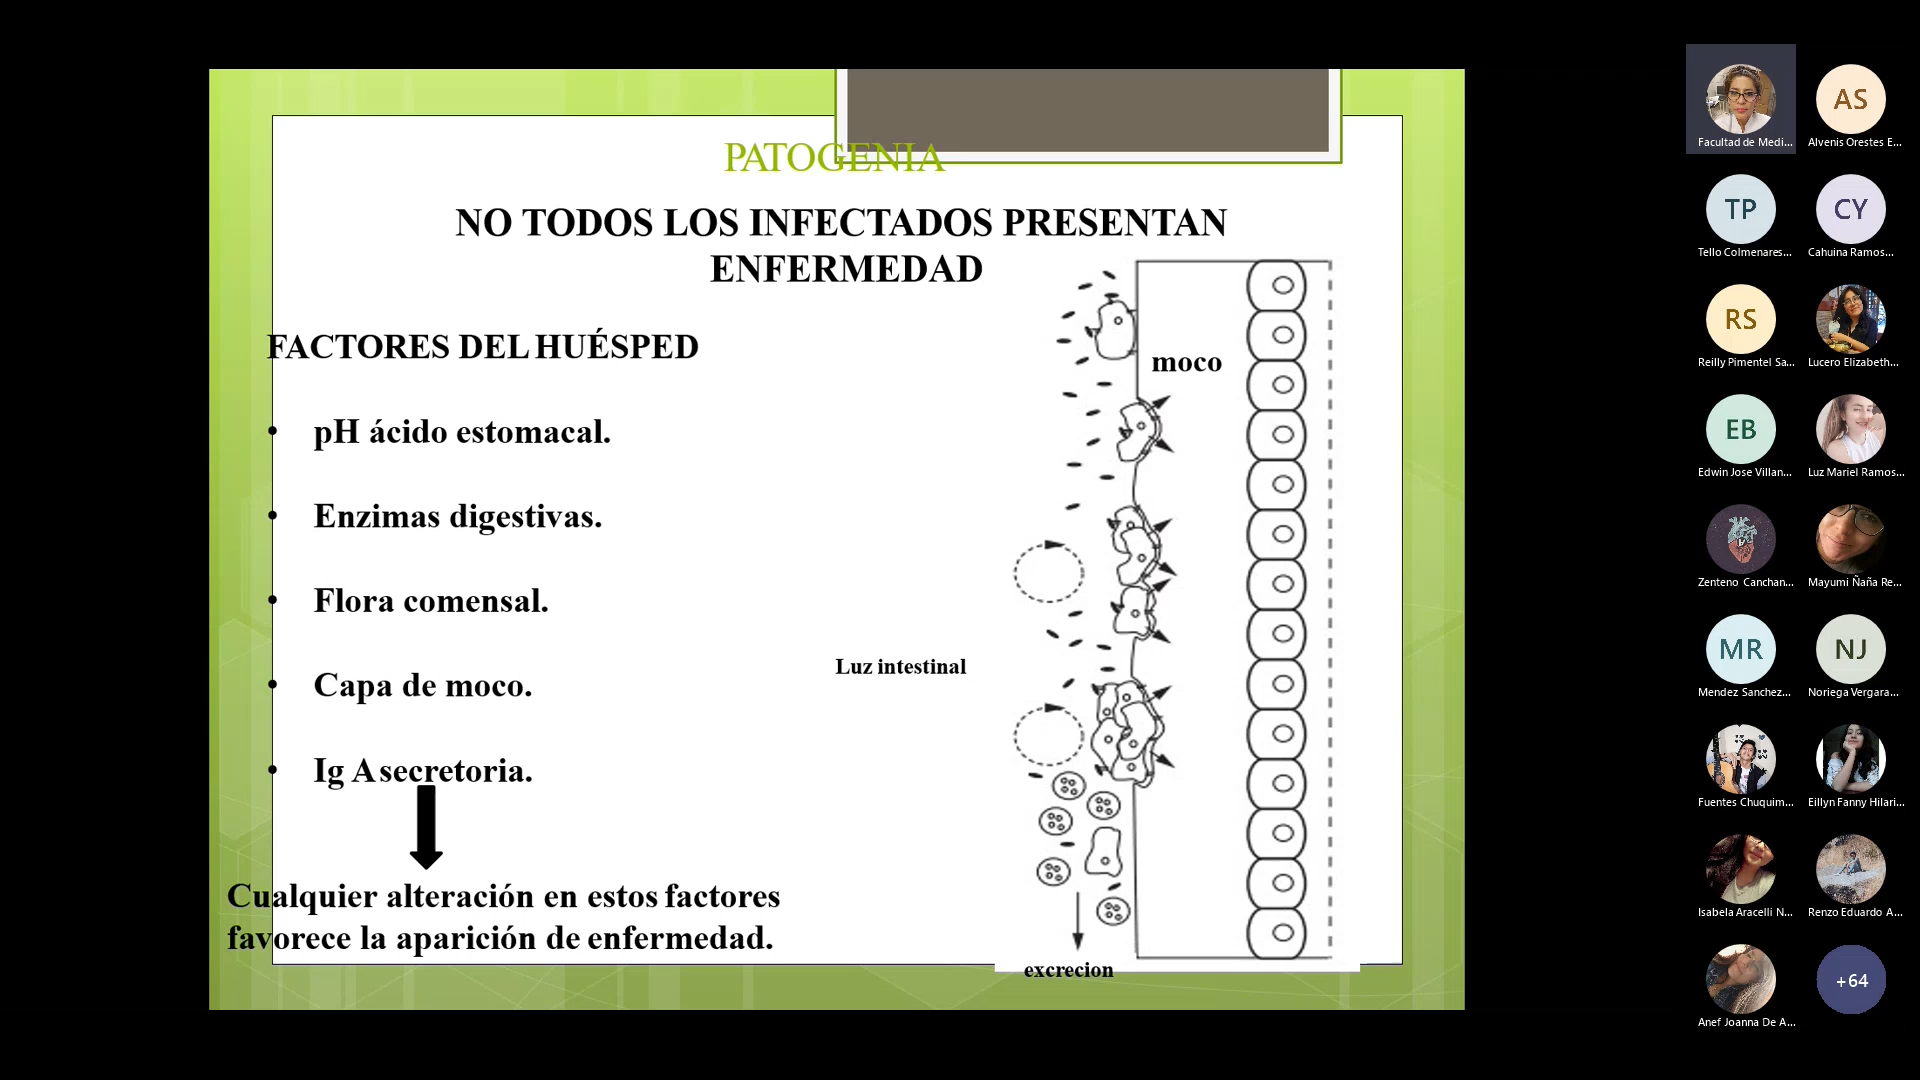 PATOGENIA
NO TODOS LOS INFECTADOS PRESENTAN
ENFERMEDAD
FACTORES DEL HUÉSPED
• pH ácido estomacal.
• Enzimas digestivas.
• Flora comensal.
• Capa de moco.
• Ig A secretoria.
Cualquier alteración en estos factores
favorece la aparición de enfermedad.
moco
Luz intestinal
excrecion
Facultad de Medi...
AS
Alvenis Orestes E...
TP
Tello Colmenares...
CY
Cahuina Ramos...
RS
Reilly Pimentel Sa...
Lucero Elizabeth...
EB
Edwin Jose Villan...
Luz Mariel Ramos...
Zenteno Canchan...
Mayumi Ñaña Re...
MR
Mendez Sanchez...
NJ
Noriega Vergara...
Fuentes Chuquim...
Eillyn Fanny Hilari...
Isabela Aracelli N...
Renzo Eduardo A...
Anef Joanna De A...
+64